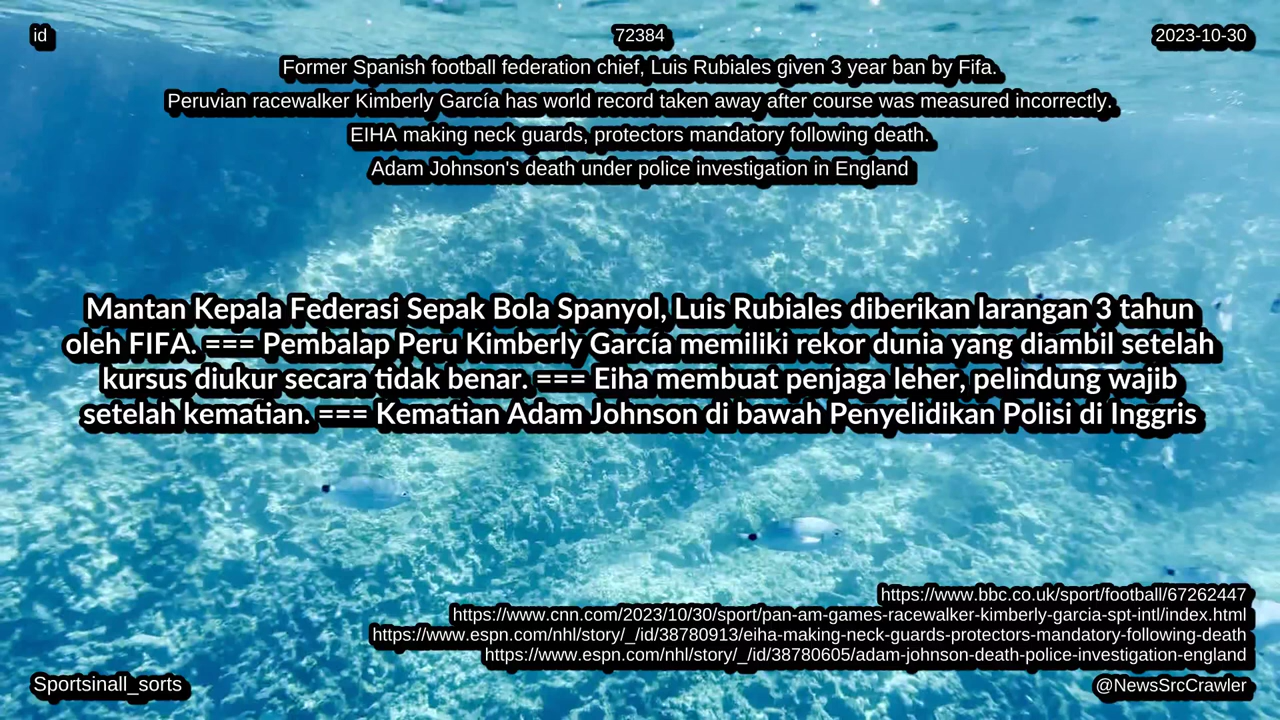 id
72384
2023-10-30
Former Spanish football federation chief, Luis Rubiales given 3 year ban by Fifa.
Peruvian racewalker Kimberly García has world record taken away after course was measured incorrectly.
EIHA making neck guards, protectors mandatory following death.
Adam Johnson's death under police investigation in England
Mantan Kepala Federasi Sepak Bola Spanyol, Luis Rubiales diberikan larangan 3 tahun
oleh FIFA. === Pembalap Peru Kimberly García memiliki rekor dunia yang diambil setelah
kursus diukur secara tidak benar. === Eiha membuat penjaga leher, pelindung wajib
setelah kematian. === Kematian Adam Johnson di bawah Penyelidikan Polisi di Inggris
https://www.bbc.co.uk/sport/football/67262447
https://www.cnn.com/2023/10/30/sport/pan-am-games-racewalker-kimberly-garcia-spt-intl/index.html
https://www.espn.com/nhl/story/_/id/38780913/eiha-making-neck-guards-protectors-mandatory-following-death
https://www.espn.com/nhl/story/_/id/38780605/adam-johnson-death-police-investigation-england
Sportsinall_sorts
@NewsSrcCrawler